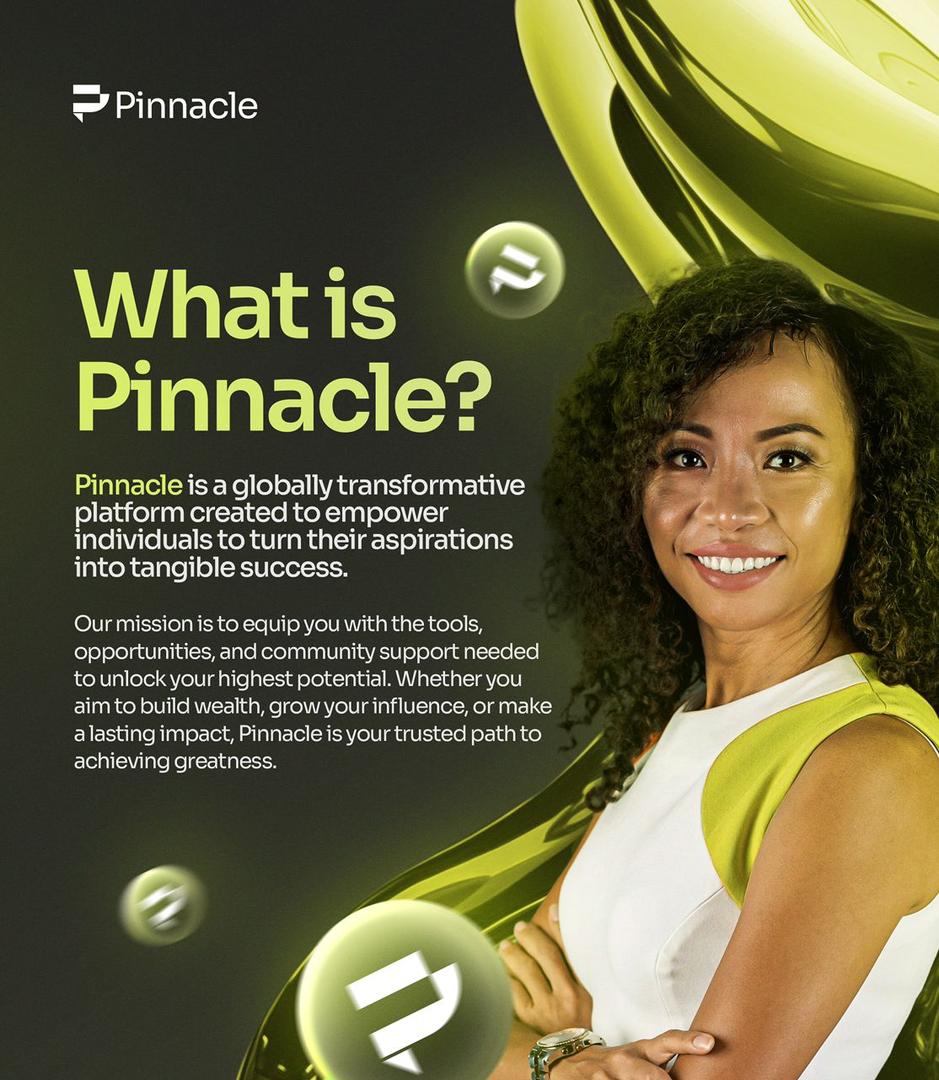 Pinnacle
What is
Pinnacle?
Pinnacle is a globally transformative
platform created to empower
individuals to turn their aspirations
into tangible success.
Our mission is to equip you with the tools,
opportunities, and community support needed
to unlock your highest potential. Whether you
aim to build wealth, grow your influence, or make
a lasting impact, Pinnacle is your trusted path to
achieving greatness.